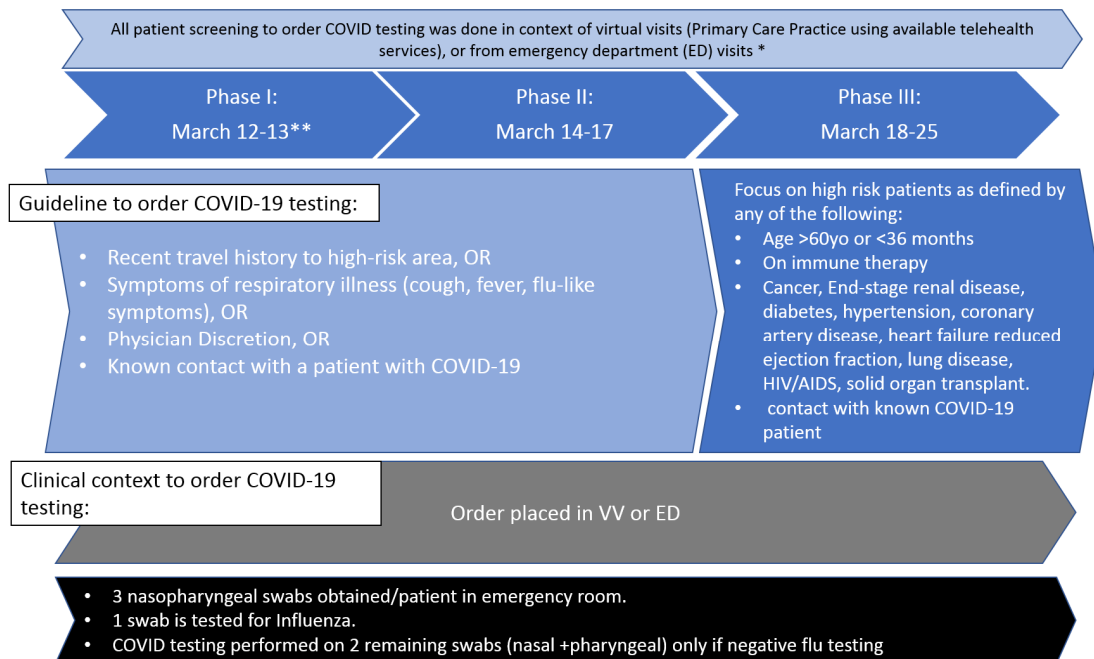 All patient screening to order COVID testing was done in context of virtual visits (Primary Care Practice using available telehealth
services), or from emergency department (ED) visits *
Phase I:
March 12-13**
Phase II:
March 14-17
Phase III:
March 18-25
Guideline to order COVID-19 testing:
• Recent travel history to high-risk area, OR
• Symptoms of respiratory illness (cough, fever, flu-like
symptoms), OR
• Physician Discretion, OR
• Known contact with a patient with COVID-19
Focus on high risk patients as defined by
any of the following:
• Age >60yo or <36 months
• On immune therapy
• Cancer, End-stage renal disease,
diabetes, hypertension, coronary
artery disease, heart failure reduced
ejection fraction, lung disease,
HIV/AIDS, solid organ transplant.
• contact with known COVID-19
patient
Clinical context to order COVID-19
testing:
Order placed in VV or ED
• 3 nasopharyngeal swabs obtained/patient in emergency room.
• 1 swab is tested for Influenza.
• COVID testing performed on 2 remaining swabs (nasal +pharyngeal) only if negative flu testing